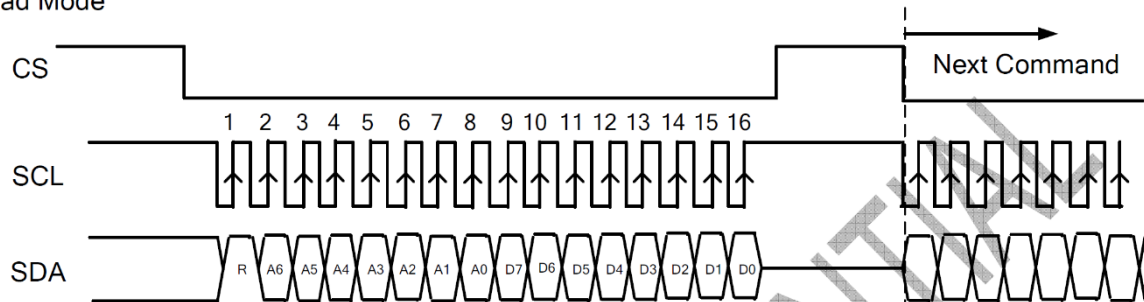 ad Mode
CS
Next Command
1 2 3 4 5 6 7 8 9 10 11 12 13 14 15 16
SCL
SDA
R A6 A5 A4 A3 A2 A1 A0 D7 D6 D5 D4 D3 D2 D1 D0
NTIAL